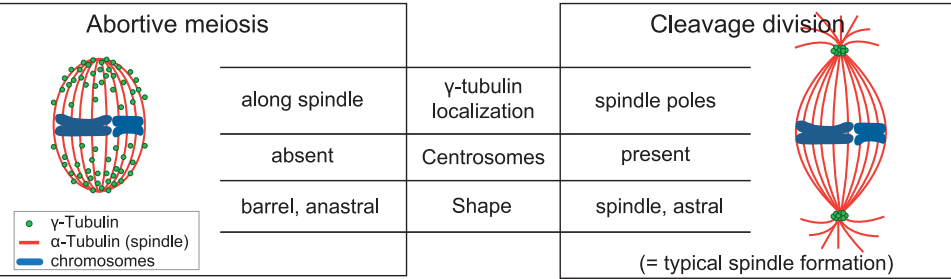 Abortive meiosis
Cleavage division
along spindle
γ-tubulin
localization
spindle poles
absent
Centrosomes
present
barrel, anastral
Shape
spindle, astral
γ-Tubulin
α-Tubulin (spindle)
chromosomes
(= typical spindle formation)